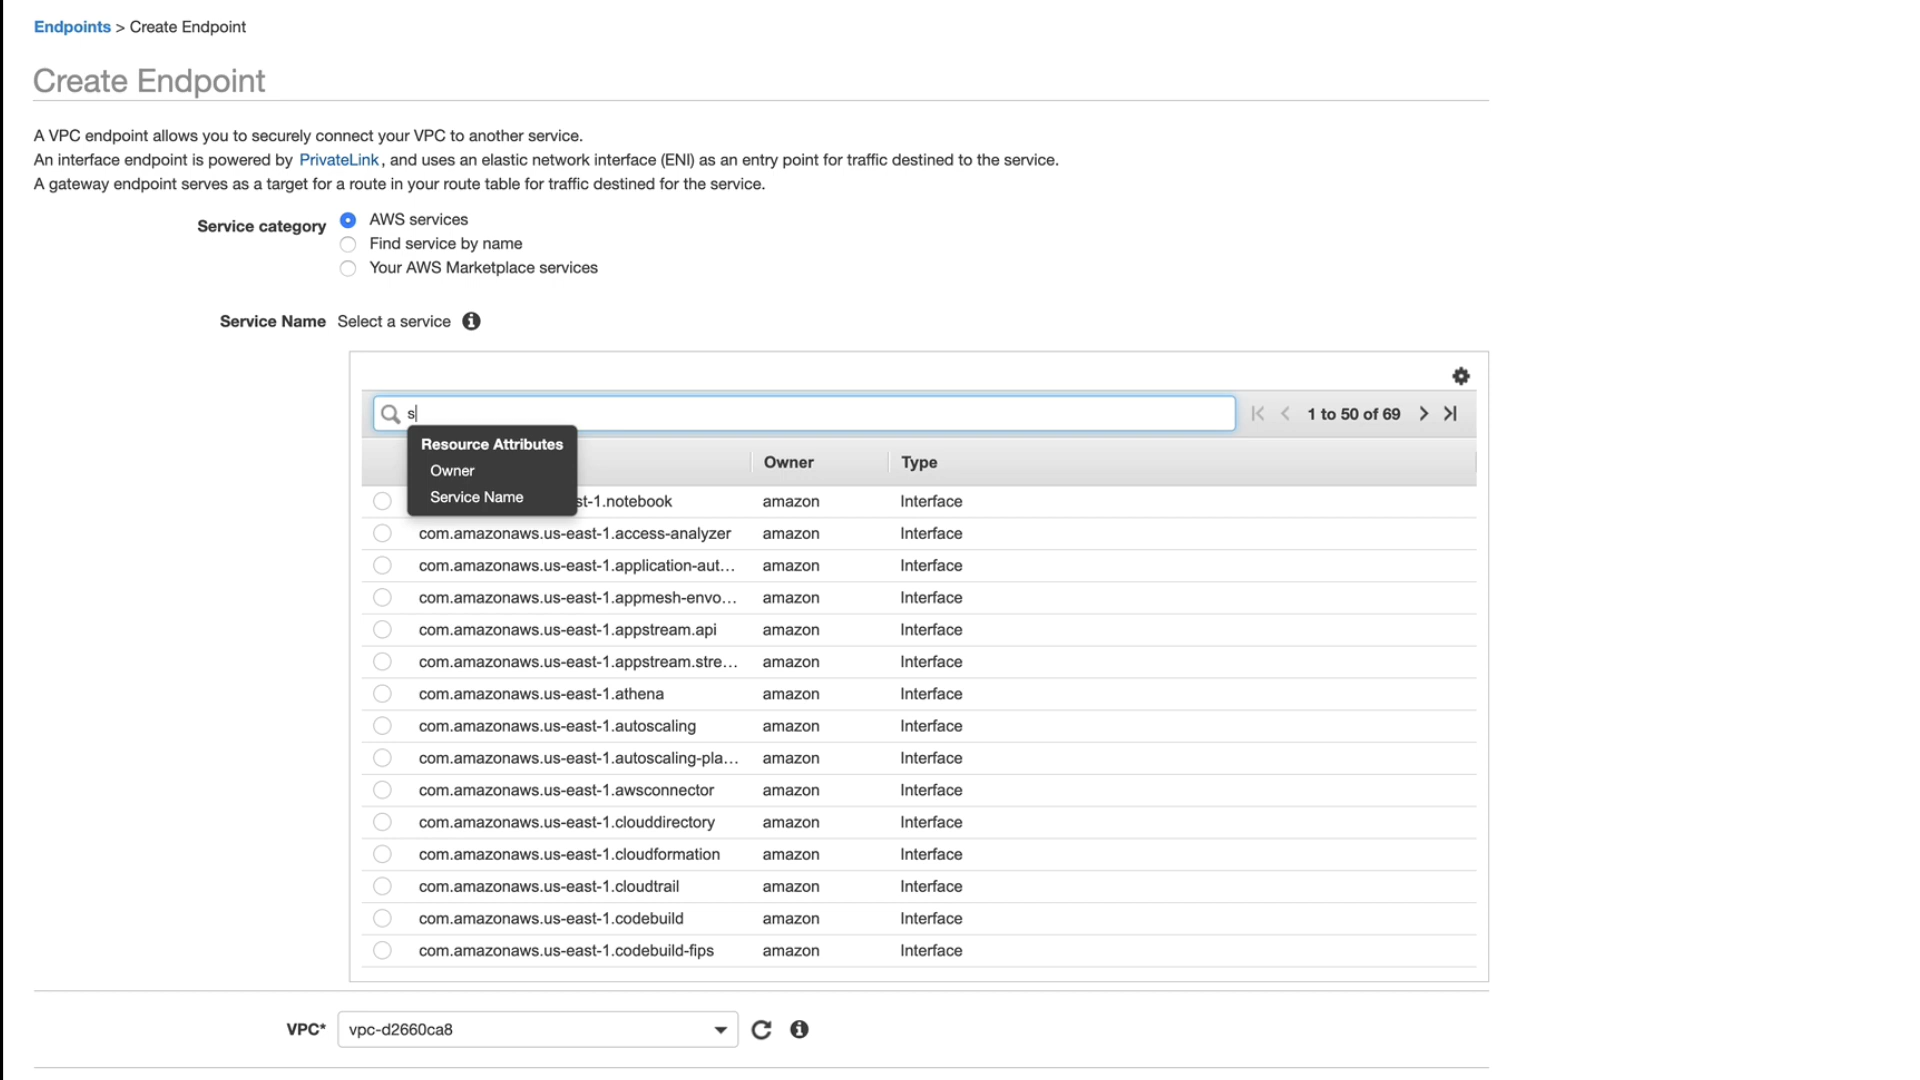 Endpoints > Create Endpoint
Create Endpoint
A VPC endpoint allows you to securely connect your VPC to another service.
An interface endpoint is powered by PrivateLink, and uses an elastic network interface (ENI) as an entry point for traffic destined to the service.
A gateway endpoint serves as a target for a route in your route table for traffic destined for the service.
Service category
AWS services
Find service by name
Your AWS Marketplace services
Service Name Select a service
s
1 to 50 of 69
Resource Attributes
Owner
Service Name
Owner Type
st-1.notebook amazon Interface
com.amazonaws.us-east-1.access-analyzer amazon Interface
com.amazonaws.us-east-1.application-aut... amazon Interface
com.amazonaws.us-east-1.appmesh-envo... amazon Interface
com.amazonaws.us-east-1.appstream.api amazon Interface
com.amazonaws.us-east-1.appstream.stre... amazon Interface
com.amazonaws.us-east-1.athena amazon Interface
com.amazonaws.us-east-1.autoscaling amazon Interface
com.amazonaws.us-east-1.autoscaling-pla... amazon Interface
com.amazonaws.us-east-1.awsconnector amazon Interface
com.amazonaws.us-east-1.clouddirectory amazon Interface
com.amazonaws.us-east-1.cloudformation amazon Interface
com.amazonaws.us-east-1.cloudtrail amazon Interface
com.amazonaws.us-east-1.codebuild amazon Interface
com.amazonaws.us-east-1.codebuild-fips amazon Interface
VPC* vpc-d2660ca8